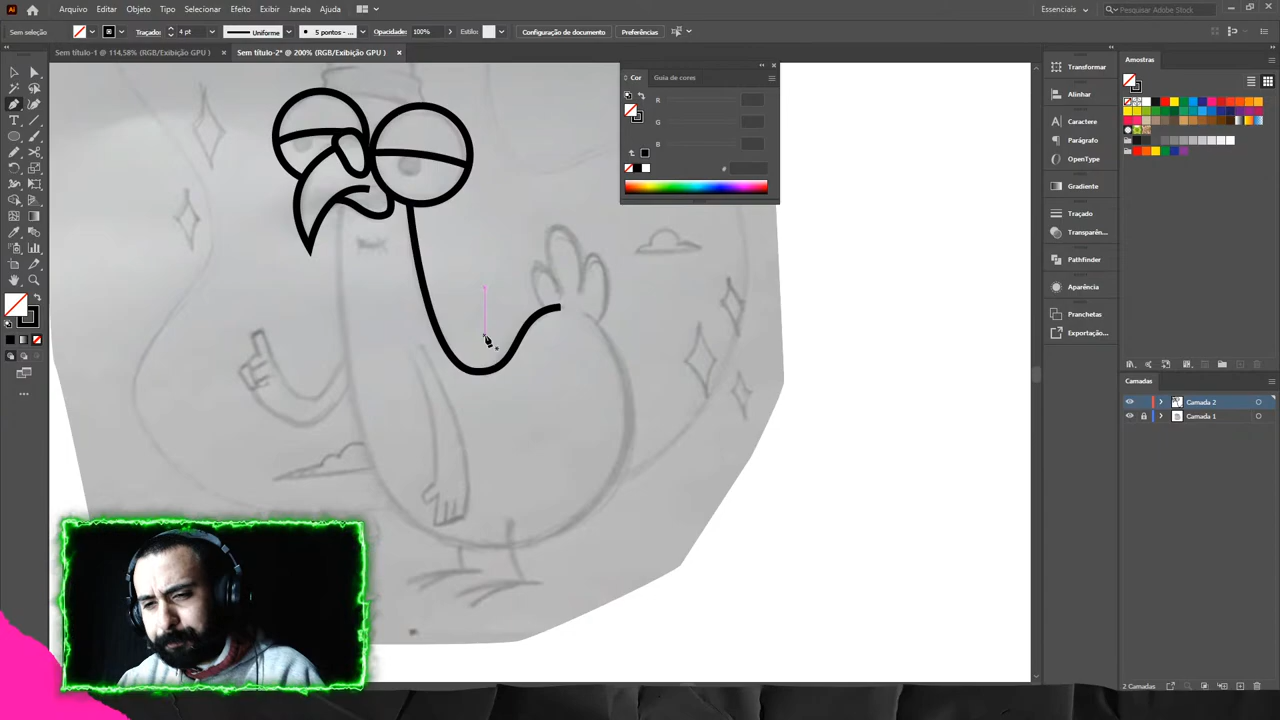 Arquivo Editar Objeto Tipo Selecionar Efeito Exibir Janela Ajuda
Essenciais
Pesquisar Adobe Stock
Sem seleção
Traçado:
4 pt
Uniforme
5 pontos - ...
Opacidade:
100%
Estilo:
Configuração de documento
Preferências
Sem título-1 @ 114,58% (RGB/Exibição GPU )
Sem título-2* @ 200% (RGB/Exibição GPU )
Cor
Guia de cores
R
G
B
#
Transformar
Alinhar
Caractere
Parágrafo
OpenType
Gradiente
Traçado
Transparên...
Pathfinder
Aparência
Pranchetas
Exportação...
Amostras
Camadas
Camada 2
Camada 1
2 Camadas